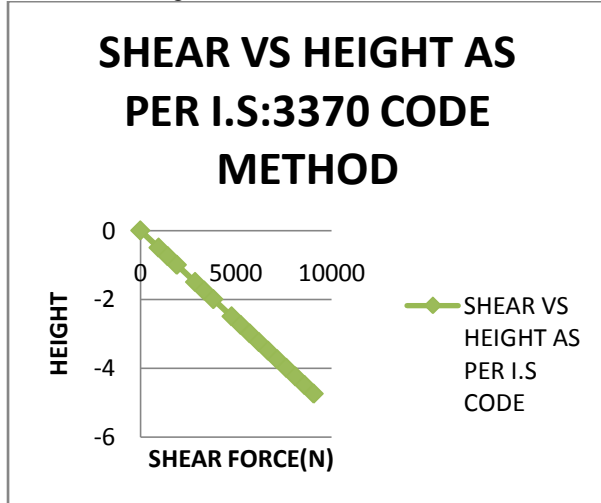 SHEAR VS HEIGHT AS
PER I.S:3370 CODE
METHOD
0
0 5000 10000
-2
-4
-6
HEIGHT
SHEAR FORCE(N)
SHEAR VS
HEIGHT AS
PER I.S
CODE